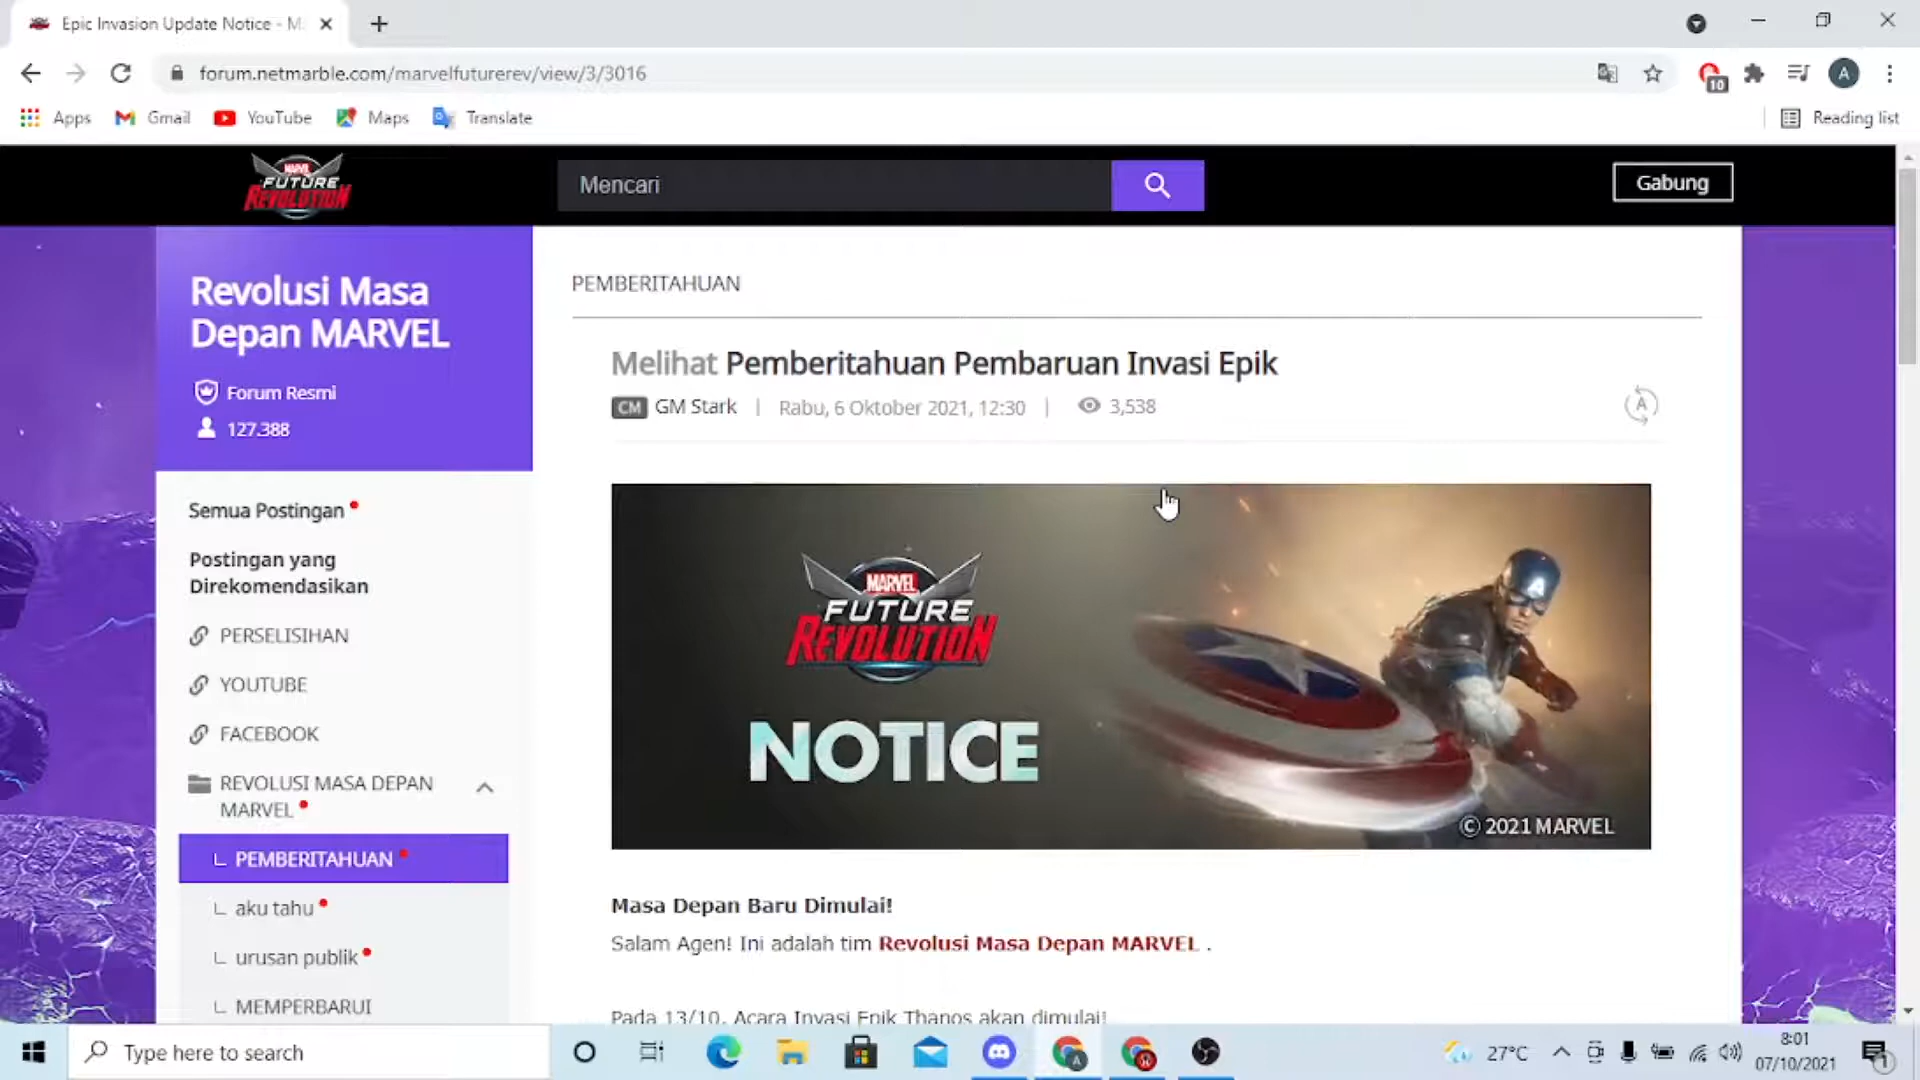 Epic Invasion Update Notice - M
forum.netmarble.com/marvelfuturerev/view/3/3016
10
A
Apps
Gmail
YouTube
Maps
Translate
Reading list
MARVEL
FUTURE
REVOLUTION
Mencari
Gabung
Revolusi Masa
Depan MARVEL
Forum Resmi
127.388
Semua Postingan
Postingan yang
Direkomendasikan
PERSELISIHAN
YOUTUBE
FACEBOOK
REVOLUSI MASA DEPAN
MARVEL
PEMBERITAHUAN
aku tahu
urusan publik
MEMPERBARUI
PEMBERITAHUAN
Melihat Pemberitahuan Pembaruan Invasi Epik
CM GM Stark | Rabu, 6 Oktober 2021, 12:30 | 3,538
A
MARVEL
FUTURE
REVOLUTION
NOTICE
A
© 2021 MARVEL
Masa Depan Baru Dimulai!
Salam Agen! Ini adalah tim Revolusi Masa Depan MARVEL .
Pada 13/10, Acara Invasi Epik Thanos akan dimulai!
Type here to search
27°C
8:01
07/10/2021
1